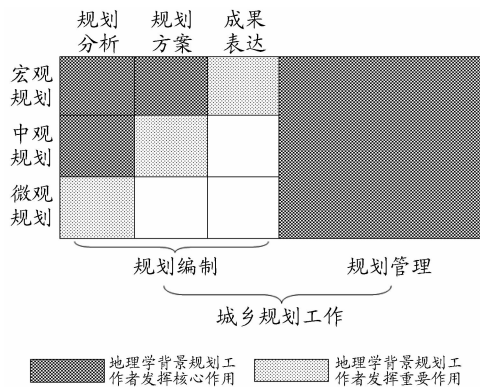 规划 规划 成果
分析 方案 表达
宏观
规划
中观
规划
微观
规划
规划编制 规划管理
城乡规划工作
地理学背景规划工 地理学背景规划工
作者发挥核心作用 作者发挥重要作用